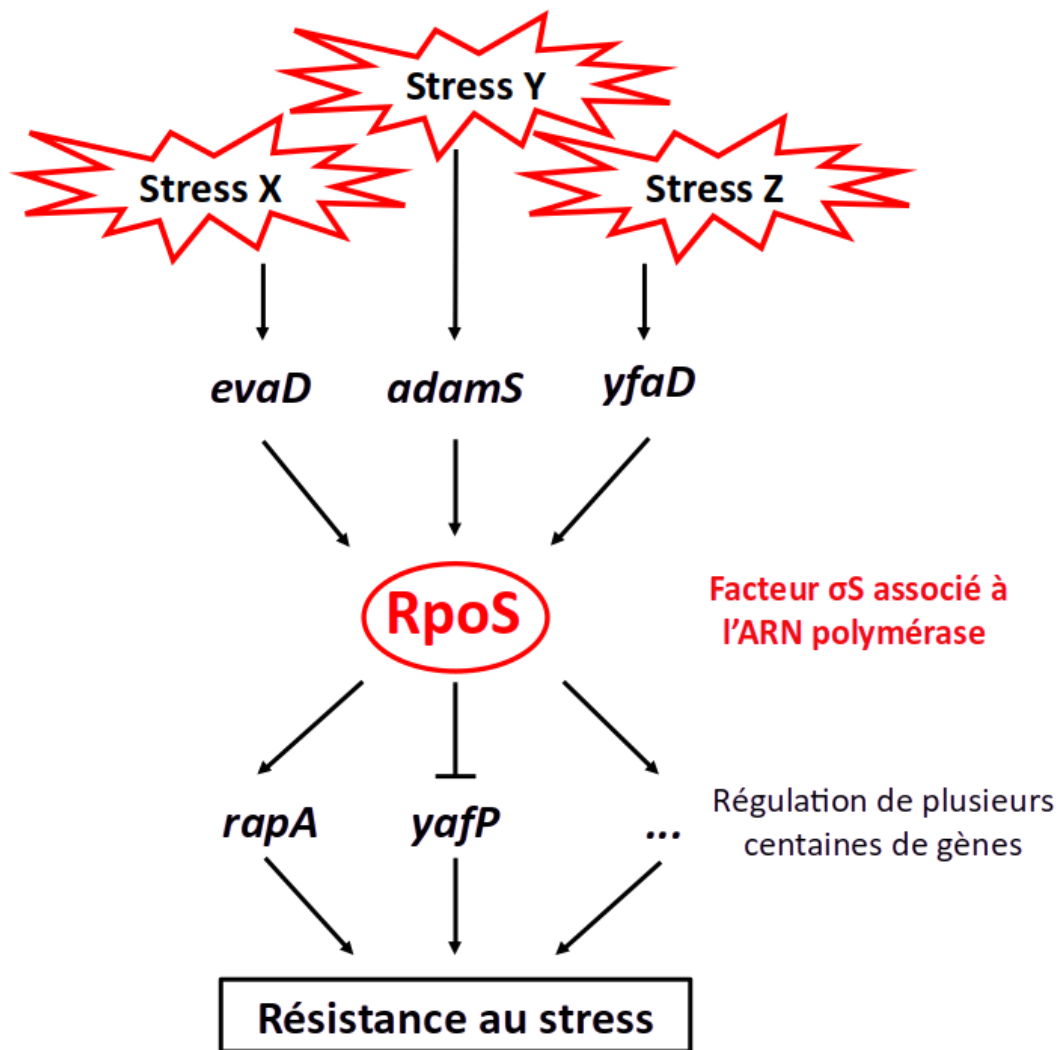 Stress Y
Stress X
Stress Z
evaD
adamS
yfaD
RpoS
Facteur σS associé à
l'ARN polymérase
rapA
yafP
...
Régulation de plusieurs
centaines de gènes
Résistance au stress